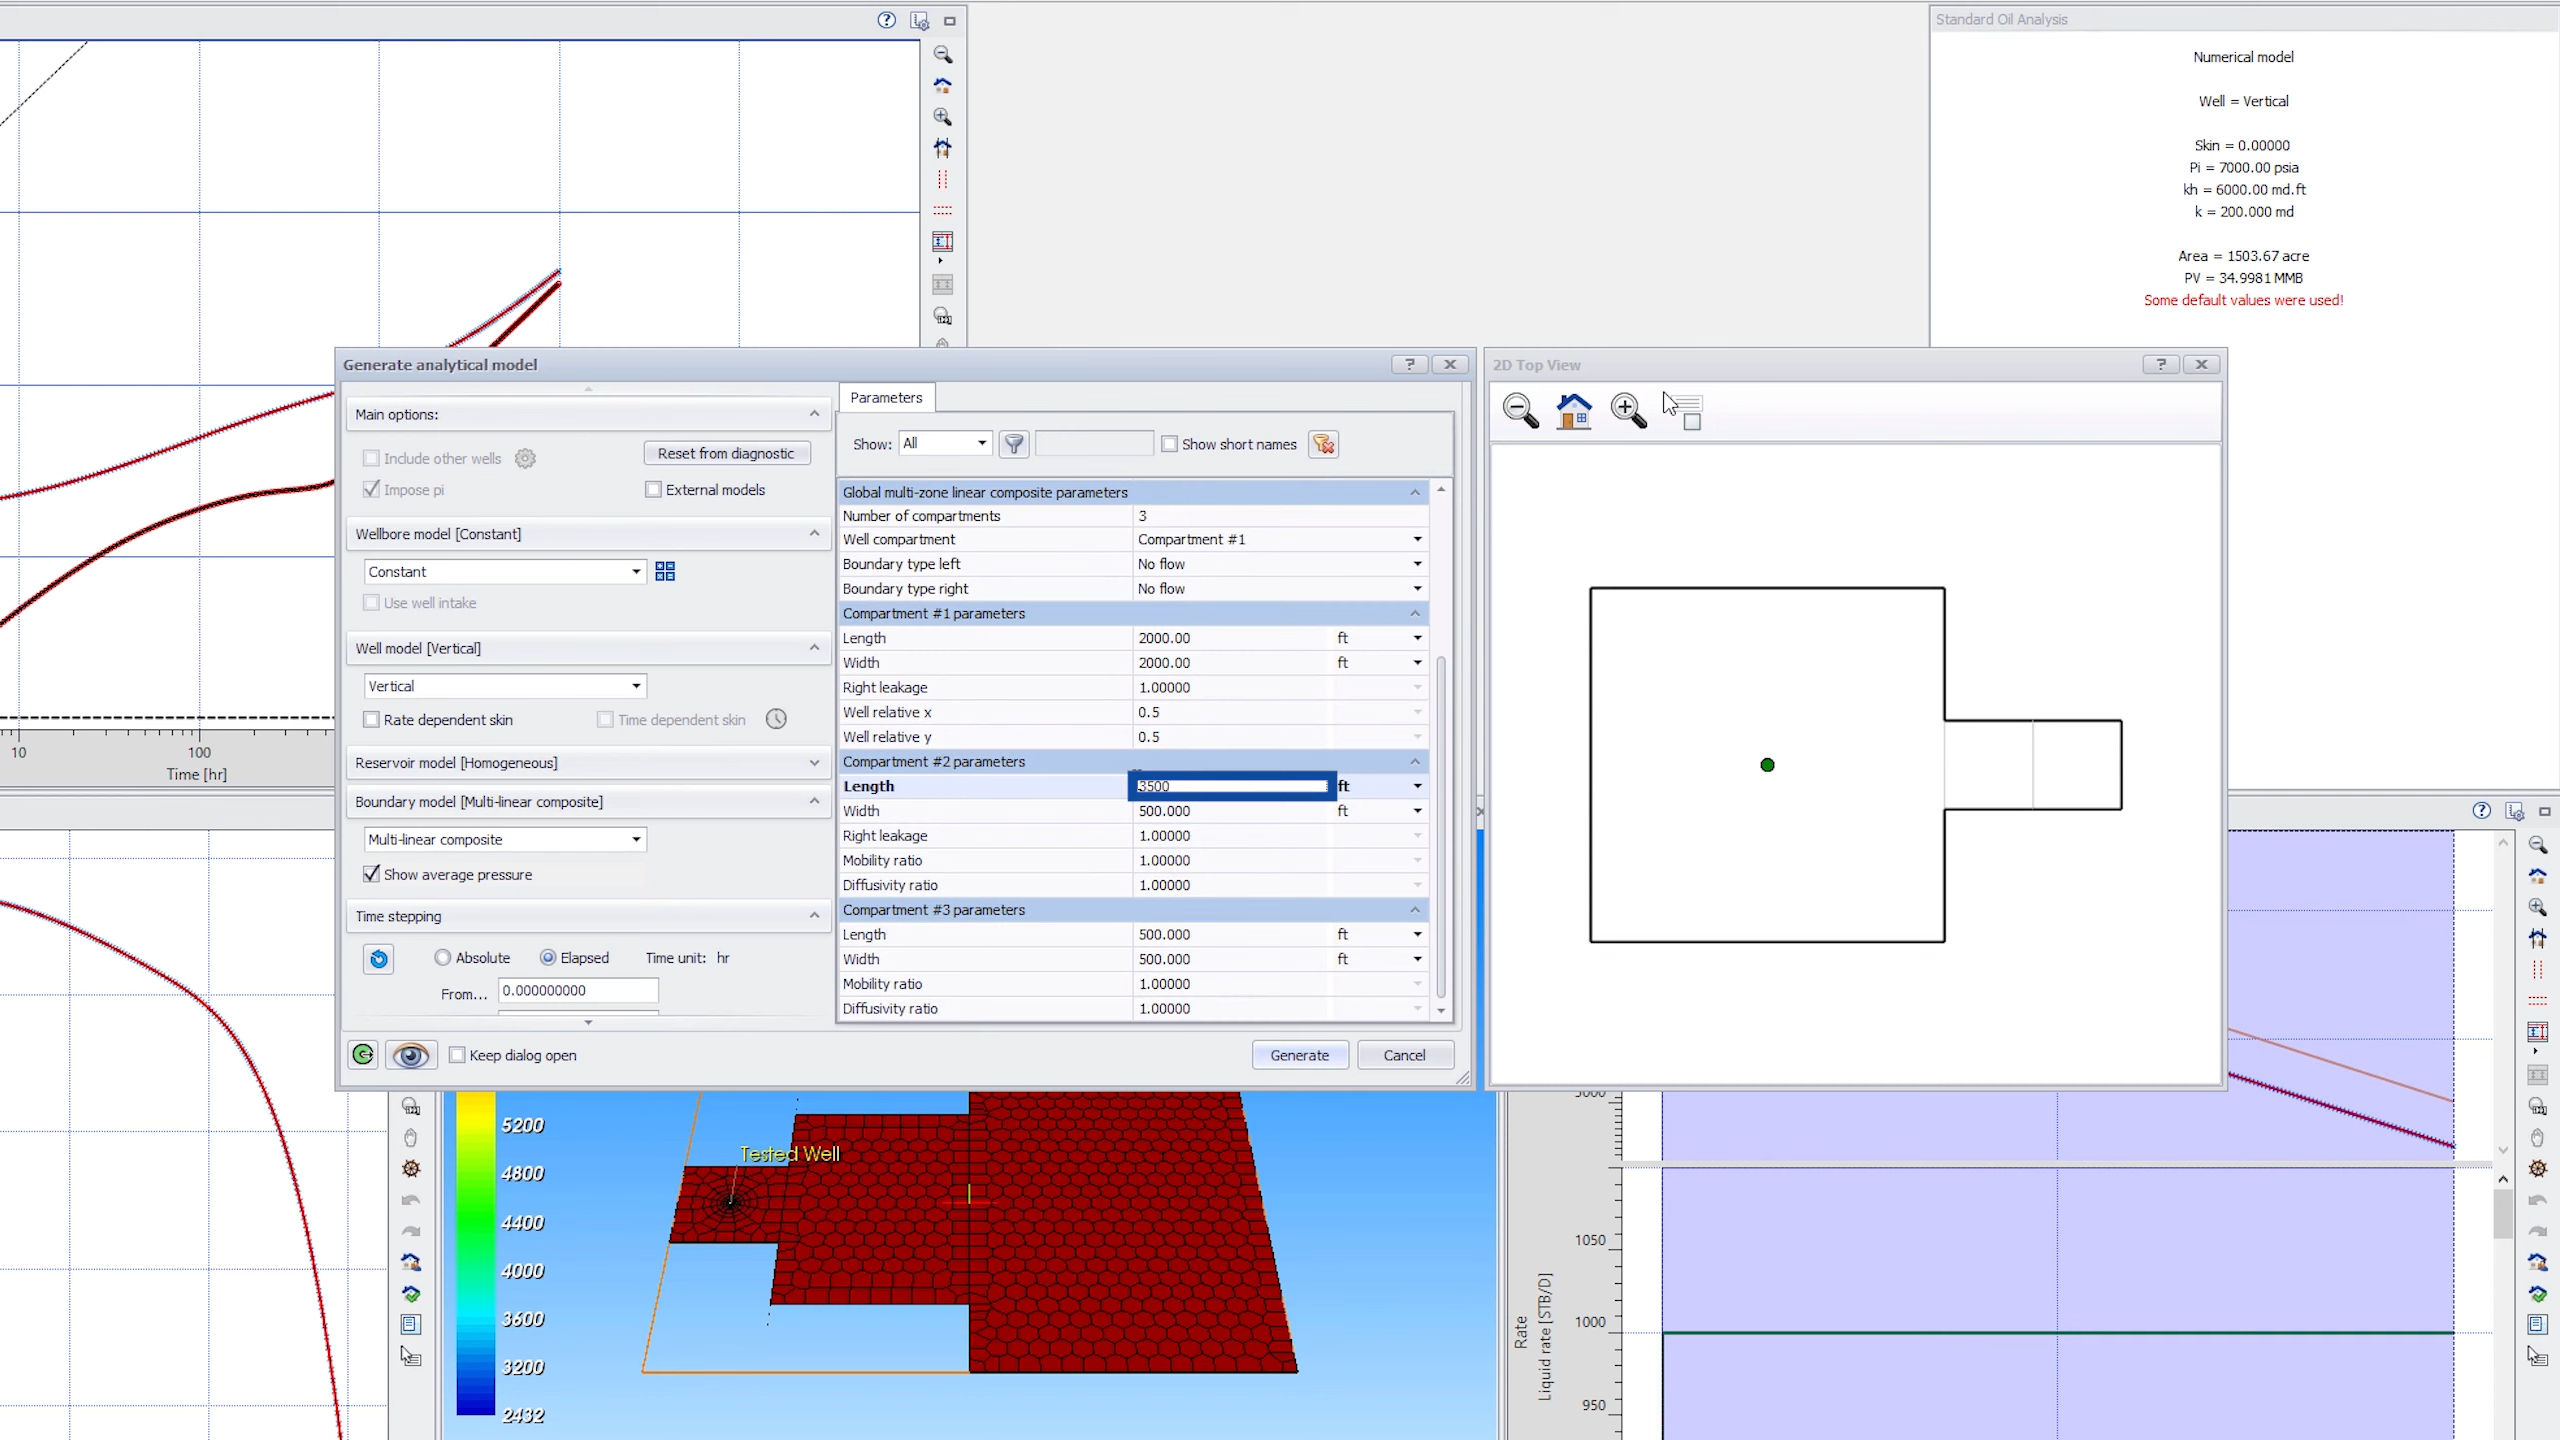 Standard Oil Analysis
Numerical model
Well = Vertical
Skin = 0.00000
Pi = 7000.00 psia
kh = 6000.00 md.ft
k = 200.000 md
Area = 1503.67 acre
PV = 34.9981 MMB
Some default values were used!
10
100
Time [hr]
Generate analytical model
Main options:
Include other wells
Reset from diagnostic
Impose pi
External models
Wellbore model [Constant]
Constant
Use well intake
Well model [Vertical]
Vertical
Rate dependent skin
Time dependent skin
Reservoir model [Homogeneous]
Boundary model [Multi-linear composite]
Multi-linear composite
Show average pressure
Time stepping
Absolute
Elapsed
Time unit: hr
From...
0.000000000
Keep dialog open
Parameters
Show:
All
Show short names
Global multi-zone linear composite parameters
Number of compartments 3
Well compartment Compartment #1
Boundary type left No flow
Boundary type right No flow
Compartment #1 parameters
Length 2000.00 ft
Width 2000.00 ft
Right leakage 1.00000
Well relative x 0.5
Well relative y 0.5
Compartment #2 parameters
Length 3500 ft
Width 500.000 ft
Right leakage 1.00000
Mobility ratio 1.00000
Diffusivity ratio 1.00000
Compartment #3 parameters
Length 500.000 ft
Width 500.000 ft
Mobility ratio 1.00000
Diffusivity ratio 1.00000
Generate
Cancel
2D Top View
5200
4800
4400
4000
3600
3200
2432
Tested Well
1050
1000
950
Rate
Liquid rate [STB/D]